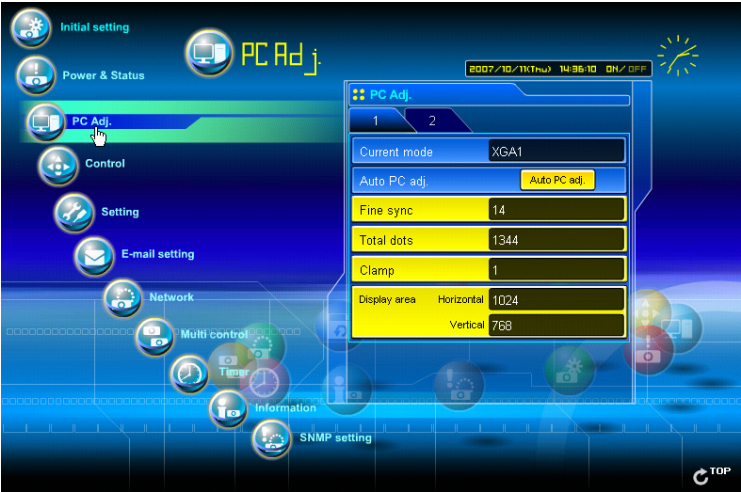 Initial setting
PC Adj.
Power & Status
2007/10/11(Thu) 14:36:10 ON/OFF
PC Adj.
PC Adj.
1 2
Control
Current mode XGA1
Auto PC adj. Auto PC adj.
Setting
Fine sync 14
Total dots 1344
E-mail setting
Clamp 1
Network
Display area Horizontal 1024
Vertical 768
Multi control
Timer
Information
SNMP setting
TOP